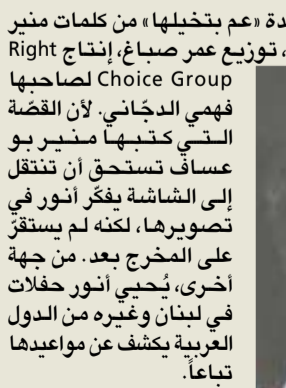 دة «عم بتخيلها» من كلمات منير
، توزيع عمر صباغ، إنتاج Right
Choice Group لصاحبها
فهمي الدجّاني. لأن القصّة
التي كتبها منير بو
عساف تستحق أن تنتقل
إلى الشاشة يفكّر أنور في
تصويرها، لكنه لم يستقرّ
على المخرج بعد. من جهة
أخرى، يُحيي أنور حفلات
في لبنان وغيره من الدول
العربية يكشف عن مواعيدها
تباعاً.